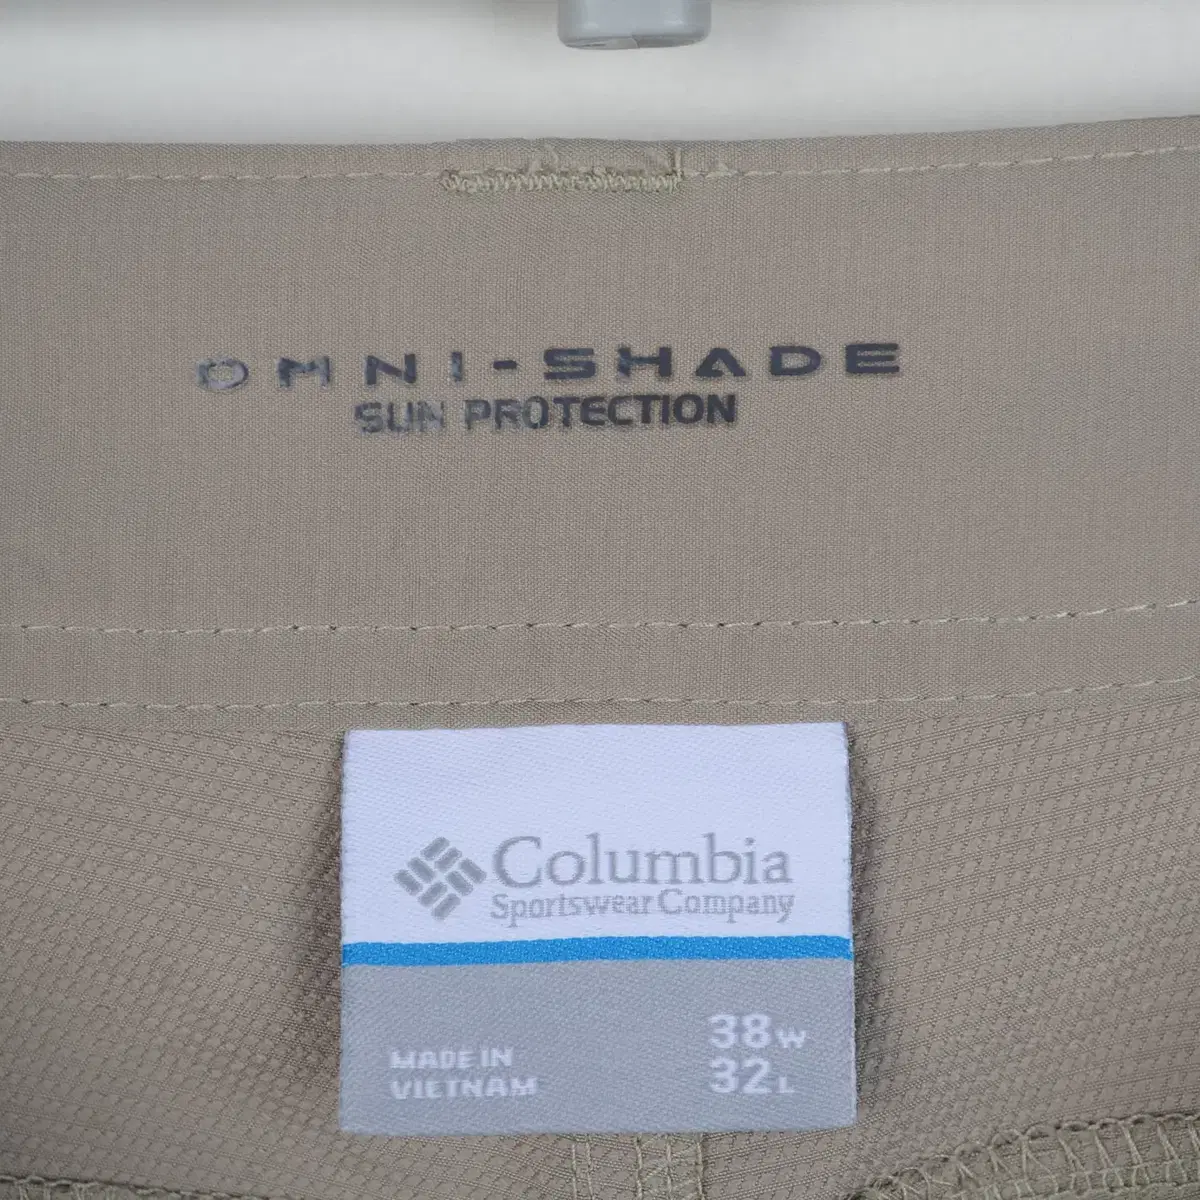 OMNI-SHADE
SUN PROTECTION
Columbia
Sportswear Company
MADE IN
VIETNAM
38W
32L